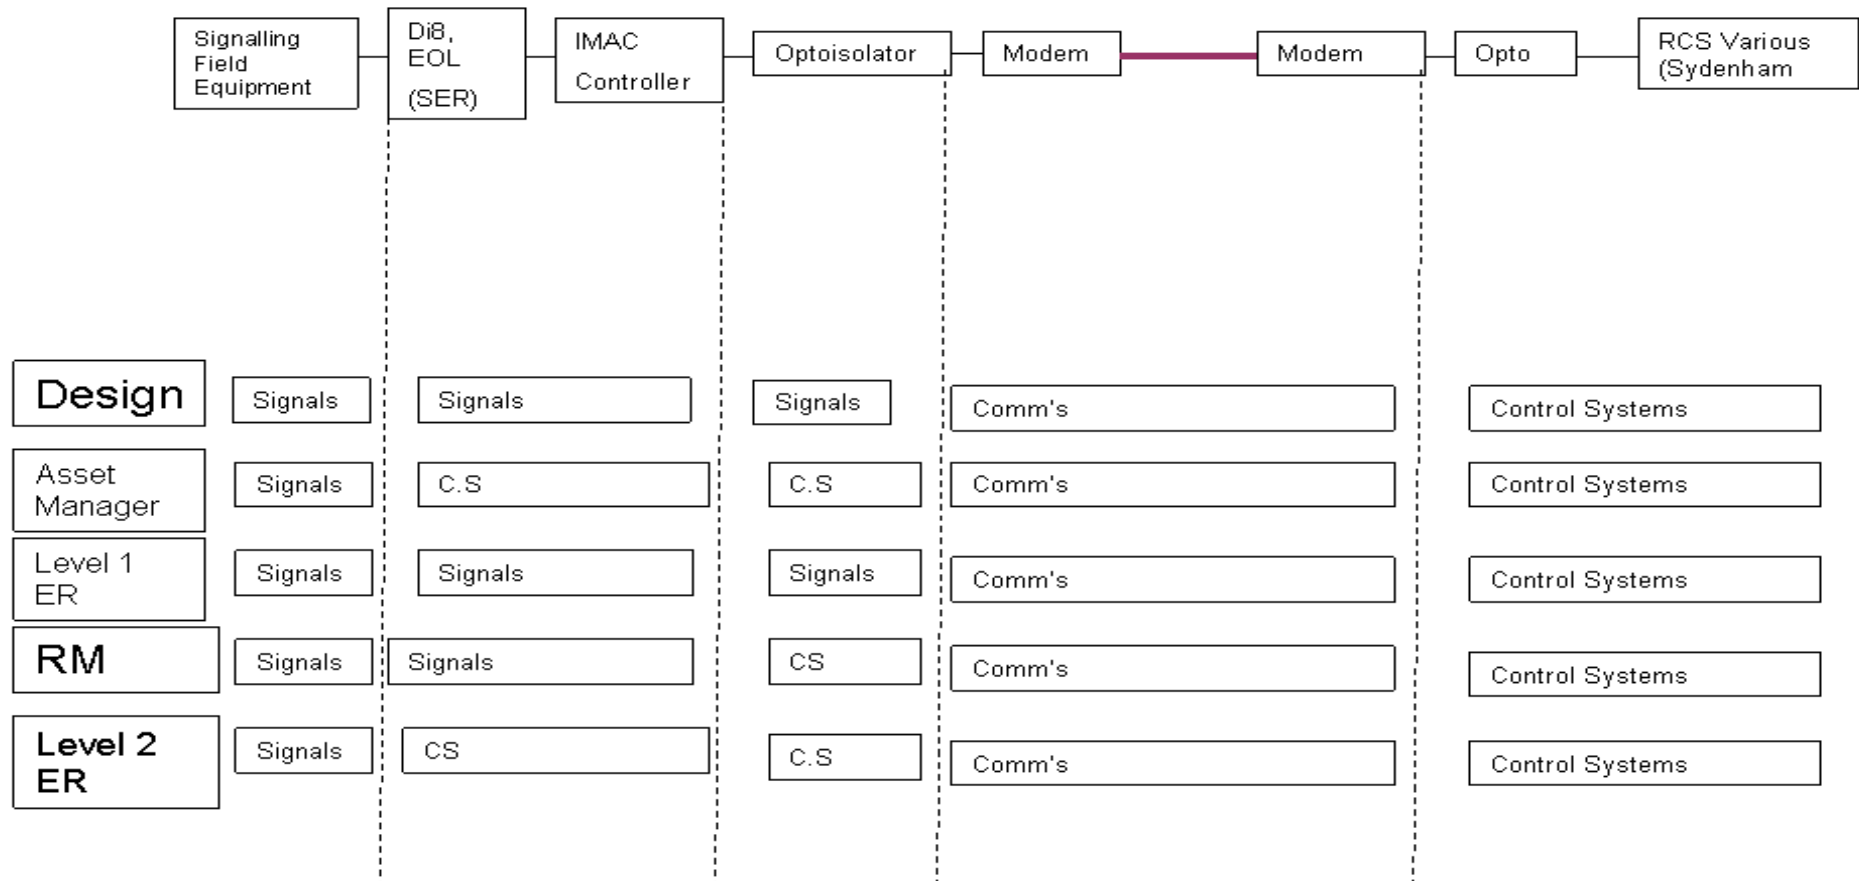 Signalling
Field
Equipment
Di8,
EOL
(SER)
IMAC
Controller
Optoisolator
Modem
Modem
Opto
RCS Various
(Sydenham
Design
Signals
Signals
Signals
Comm's
Control Systems
Asset
Manager
Signals
C.S
C.S
Comm's
Control Systems
Level 1
ER
Signals
Signals
Signals
Comm's
Control Systems
RM
Signals
Signals
CS
Comm's
Control Systems
Level 2
ER
Signals
CS
C.S
Comm's
Control Systems